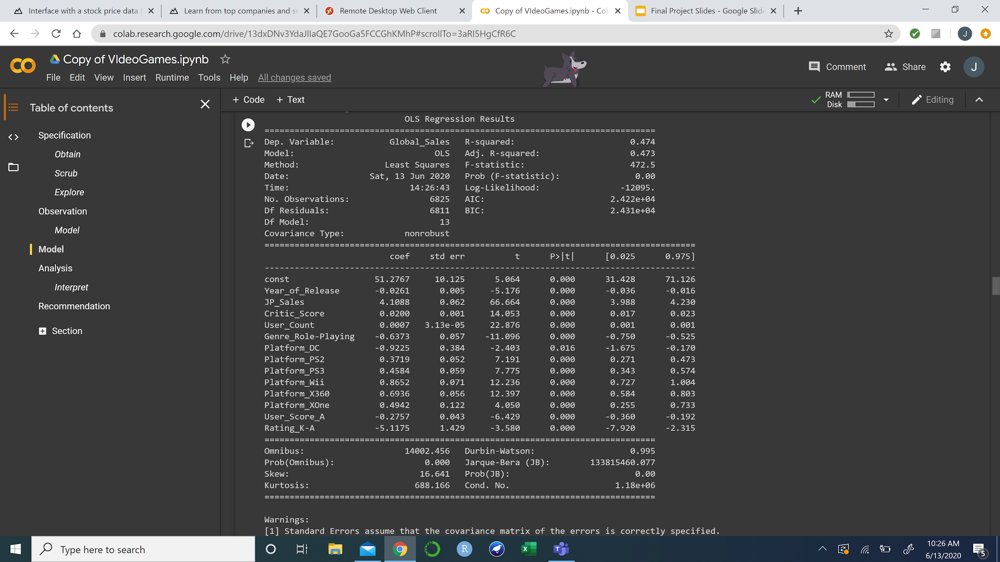 Interface with a stock price data f
Learn from top companies and se
Remote Desktop Web Client
Copy of VIdeoGames.ipynb - Col
Final Project Slides - Google Slide
colab.research.google.com/drive/13dxDNv3YdaJlIaQE7GooGa5FCCGhKMhP#scrollTo=3aRl5HgCfR6C
J
CO
Copy of VIdeoGames.ipynb
File Edit View Insert Runtime Tools Help All changes saved
Comment
Share
J
Table of contents
Specification
Obtain
Scrub
Explore
Observation
Model
Model
Analysis
Interpret
Recommendation
Section
+ Code + Text
RAM
Disk
Editing
OLS Regression Results
==============================================================================
Dep. Variable: Global_Sales R-squared: 0.474
Model: OLS Adj. R-squared: 0.473
Method: Least Squares F-statistic: 472.5
Date: Sat, 13 Jun 2020 Prob (F-statistic): 0.00
Time: 14:26:43 Log-Likelihood: -12095.
No. Observations: 6825 AIC: 2.422e+04
Df Residuals: 6811 BIC: 2.431e+04
Df Model: 13
Covariance Type: nonrobust
======================================================================================
coef std err t P>|t| [0.025 0.975]
--------------------------------------------------------------------------------------
const 51.2767 10.125 5.064 0.000 31.428 71.126
Year_of_Release -0.0261 0.005 -5.176 0.000 -0.036 -0.016
JP_Sales 4.1088 0.062 66.664 0.000 3.988 4.230
Critic_Score 0.0200 0.001 14.053 0.000 0.017 0.023
User_Count 0.0007 3.13e-05 22.876 0.000 0.001 0.001
Genre_Role-Playing -0.6373 0.057 -11.096 0.000 -0.750 -0.525
Platform_DC -0.9225 0.384 -2.403 0.016 -1.675 -0.170
Platform_PS2 0.3719 0.052 7.191 0.000 0.271 0.473
Platform_PS3 0.4584 0.059 7.775 0.000 0.343 0.574
Platform_Wii 0.8652 0.071 12.236 0.000 0.727 1.004
Platform_X360 0.6936 0.056 12.397 0.000 0.584 0.803
Platform_XOne 0.4942 0.122 4.050 0.000 0.255 0.733
User_Score_A -0.2757 0.043 -6.429 0.000 -0.360 -0.192
Rating_K-A -5.1175 1.429 -3.580 0.000 -7.920 -2.315
==============================================================================
Omnibus: 14002.456 Durbin-Watson: 0.995
Prob(Omnibus): 0.000 Jarque-Bera (JB): 133815460.077
Skew: 16.641 Prob(JB): 0.00
Kurtosis: 688.166 Cond. No. 1.18e+06
==============================================================================
Warnings:
[1] Standard Errors assume that the covariance matrix of the errors is correctly specified.
Type here to search
R
X
T
10:26 AM
6/13/2020
5